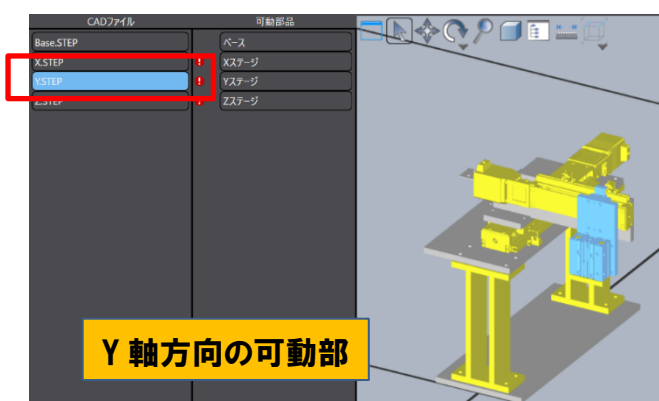 CADファイル 可動部品
Base.STEP ベース
X.STEP ! Xステージ
Y.STEP ! Yステージ
Z.STEP ! Zステージ
Y軸方向の可動部